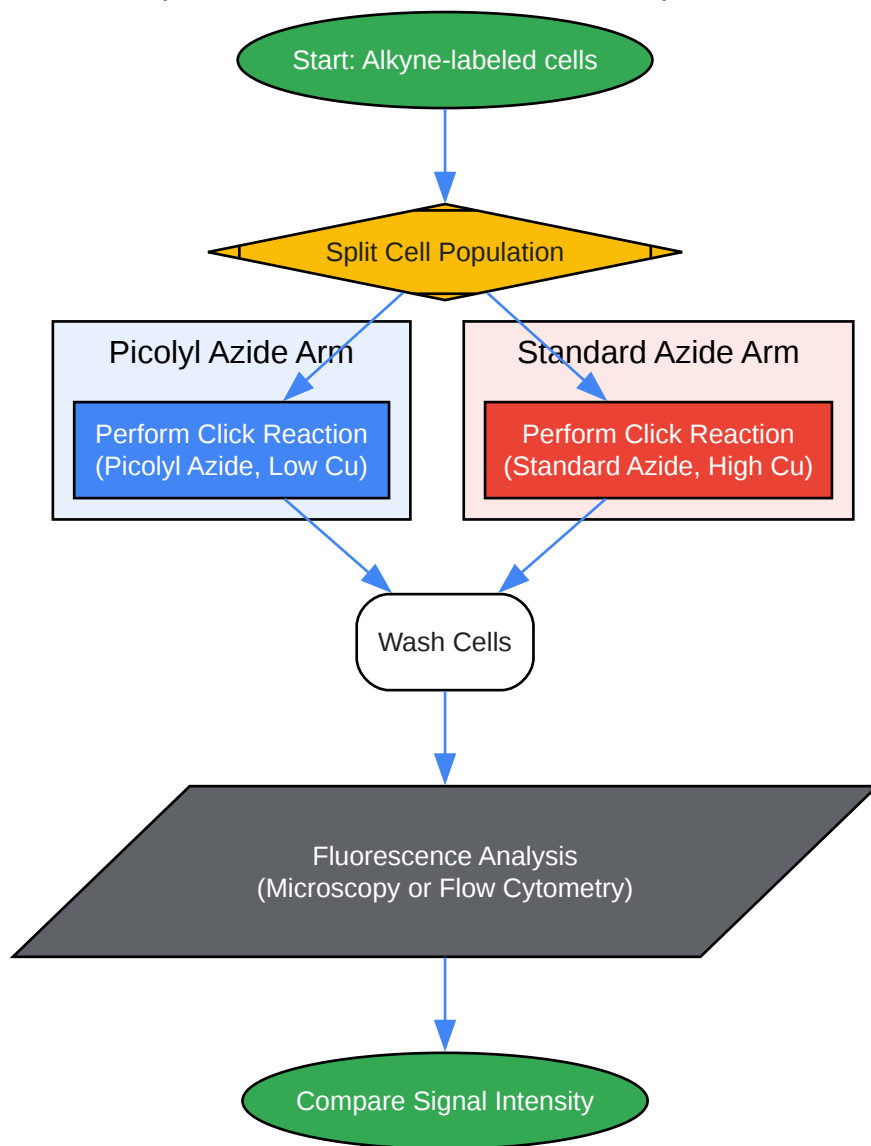 Start: Alkyne-labeled cells
Split Cell Population
Picolyl Azide Arm
Standard Azide Arm
Perform Click Reaction
(Picolyl Azide, Low Cu)
Perform Click Reaction
(Standard Azide, High Cu)
Wash Cells
Fluorescence Analysis
(Microscopy or Flow Cytometry)
Compare Signal Intensity